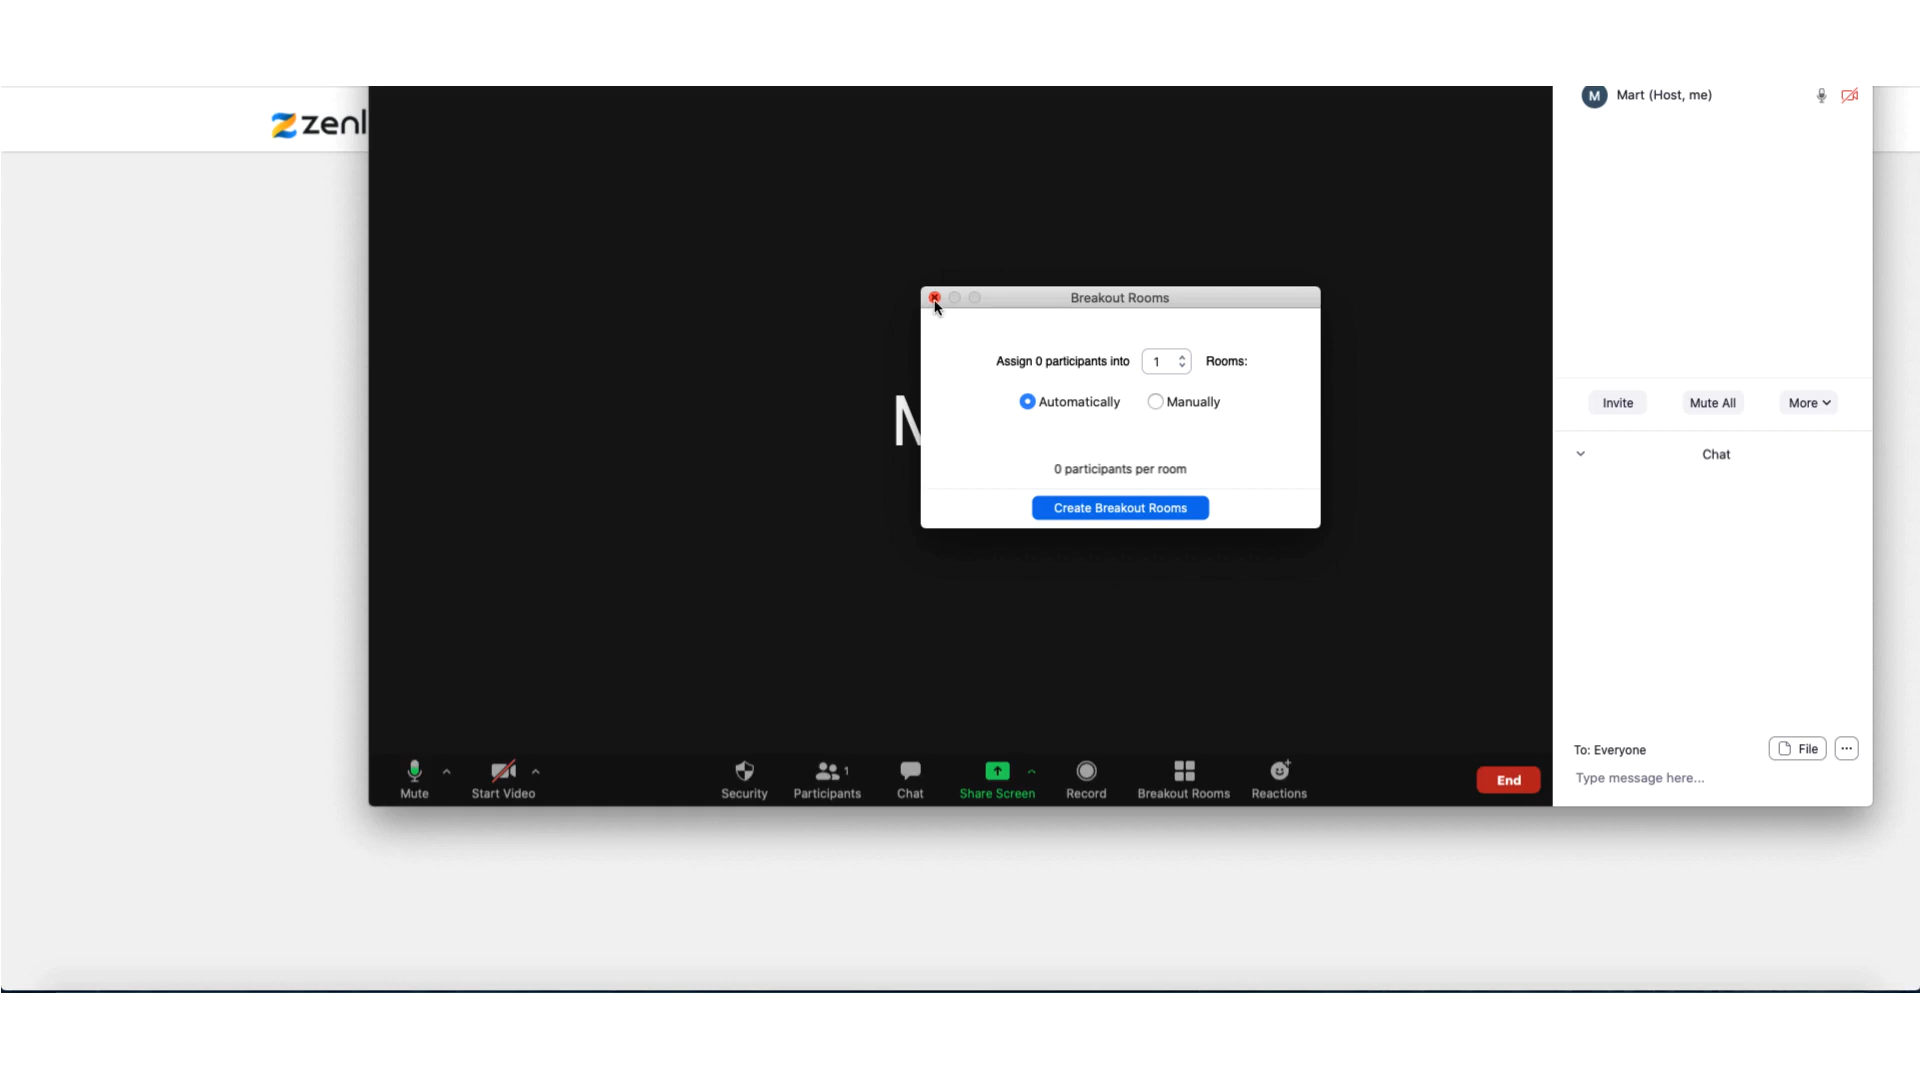 zenl
Mart (Host, me)
M
Breakout Rooms
Assign 0 participants into 1 Rooms:
Automatically Manually
0 participants per room
Create Breakout Rooms
Invite Mute All More
Chat
To: Everyone File
Type message here...
1
Mute Start Video Security Participants Chat Share Screen Record Breakout Rooms Reactions End